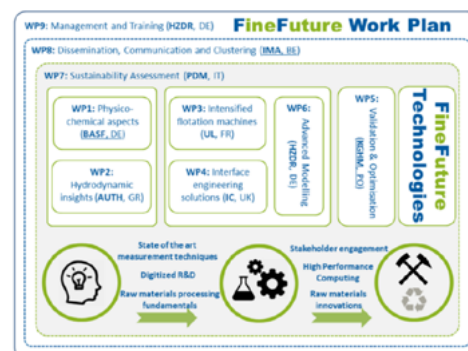 WP9: Management and Training (HZDR, DE)
FineFuture Work Plan
WP8: Dissemination, Communication and Clustering (IMA, BE)
WP7: Sustainability Assessment (PDM, IT)
WP1: Physico-
chemical aspects
(BASF, DE)
WP2:
Hydrodynamic
insights (AUTH, GR)
WP3: Intensified
flotation machines
(UL, FR)
WP4: Interface
engineering
solutions (IC, UK)
WP6:
Advanced Modelling
(HZDR, DE)
WP5:
Validation & Optimisation
(KGHM, PO)
FineFuture
Technologies
State of the art
measurement techniques
Digitized R&D
Raw materials processing
fundamentals
Stakeholder engagement
High Performance
Computing
Raw materials
innovations